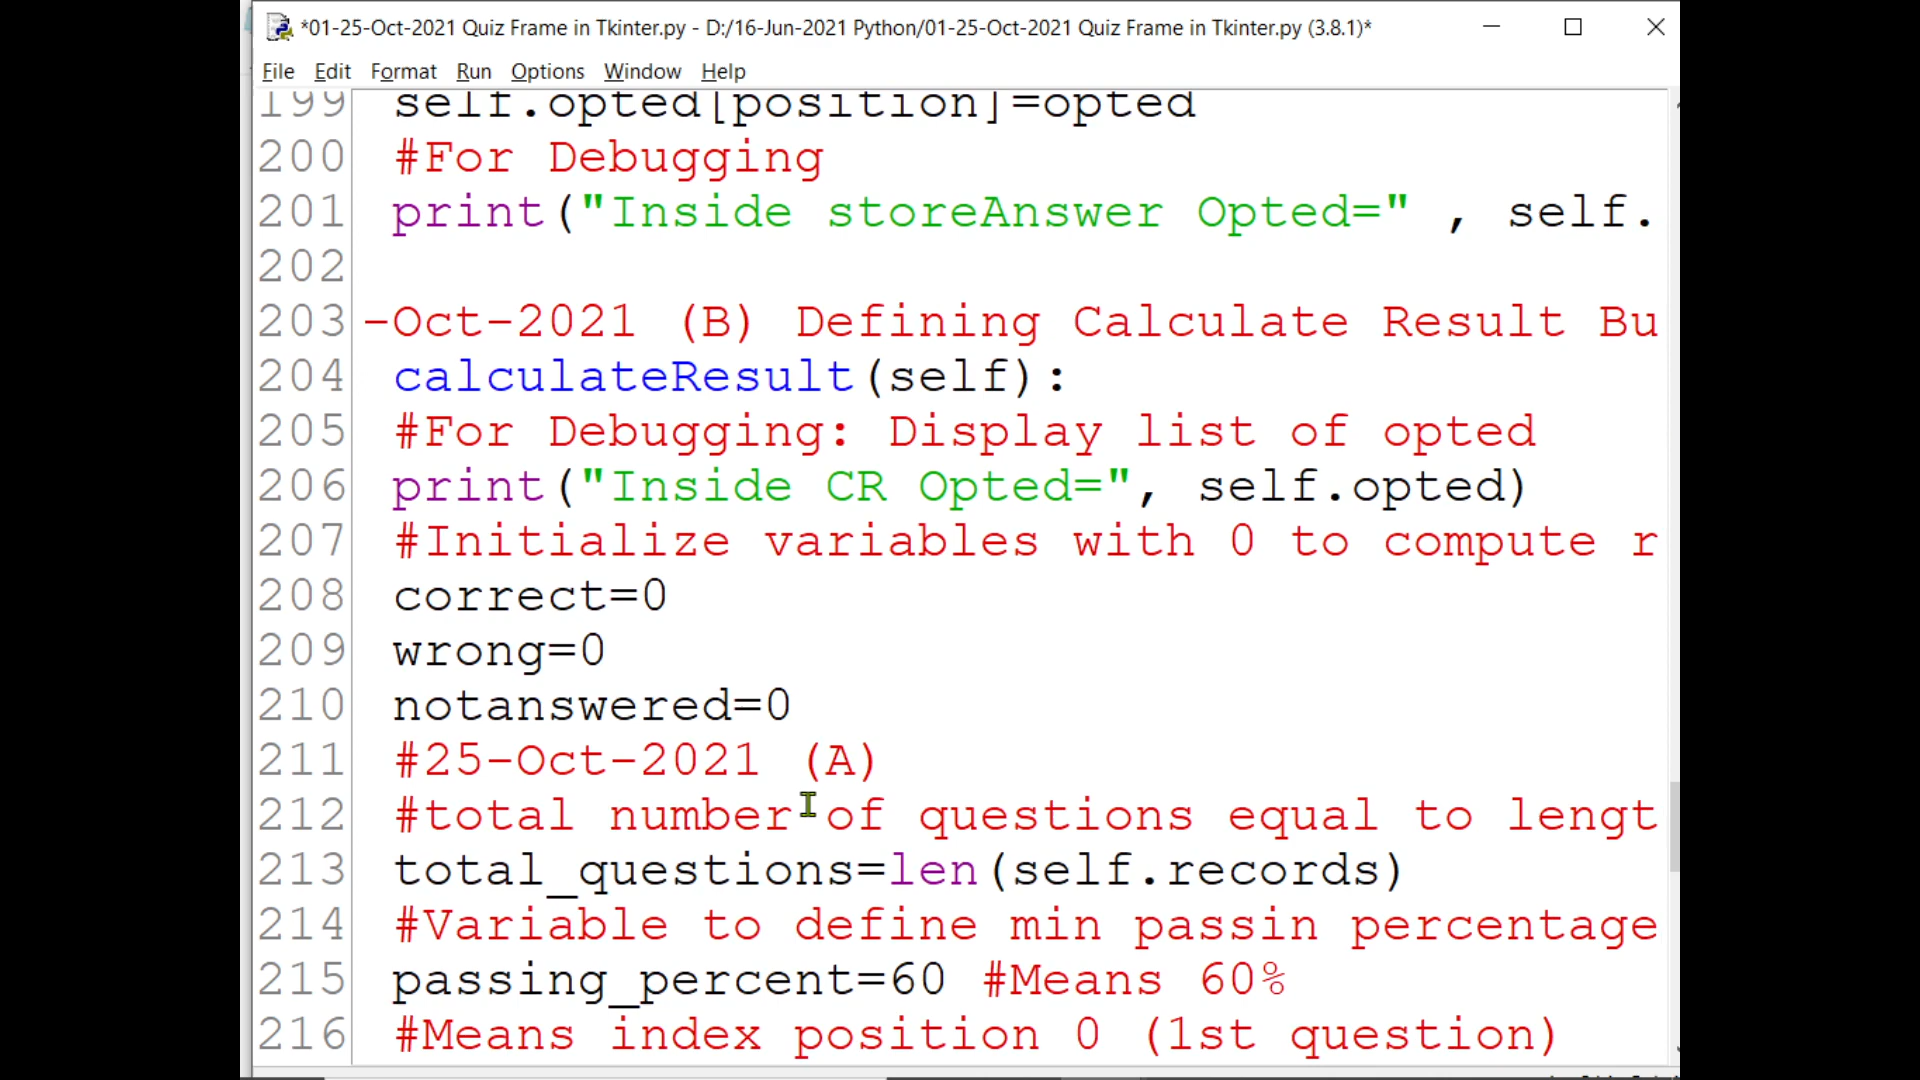 *01-25-Oct-2021 Quiz Frame in Tkinter.py - D:/16-Jun-2021 Python/01-25-Oct-2021 Quiz Frame in Tkinter.py (3.8.1)*
File Edit Format Run Options Window Help
199 self.opted[position]=opted
200 #For Debugging
201 print("Inside storeAnswer Opted=" , self.
202
203 -Oct-2021 (B) Defining Calculate Result Bu
204 calculateResult(self):
205 #For Debugging: Display list of opted
206 print("Inside CR Opted=", self.opted)
207 #Initialize variables with 0 to compute r
208 correct=0
209 wrong=0
210 notanswered=0
211 #25-Oct-2021 (A)
212 #total number of questions equal to lengt
213 total_questions=len(self.records)
214 #Variable to define min passin percentage
215 passing_percent=60 #Means 60%
216 #Means index position 0 (1st question)